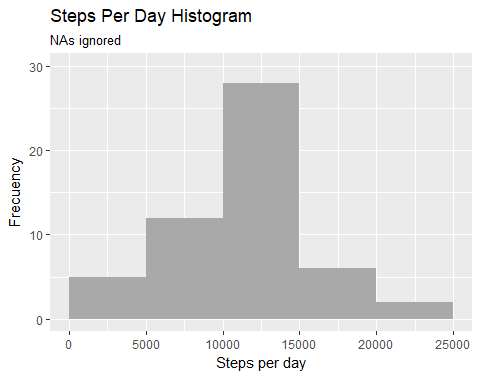 Steps Per Day Histogram
NAs ignored
30
20
10
0
Frecuency
0 5000 10000 15000 20000 25000
Steps per day